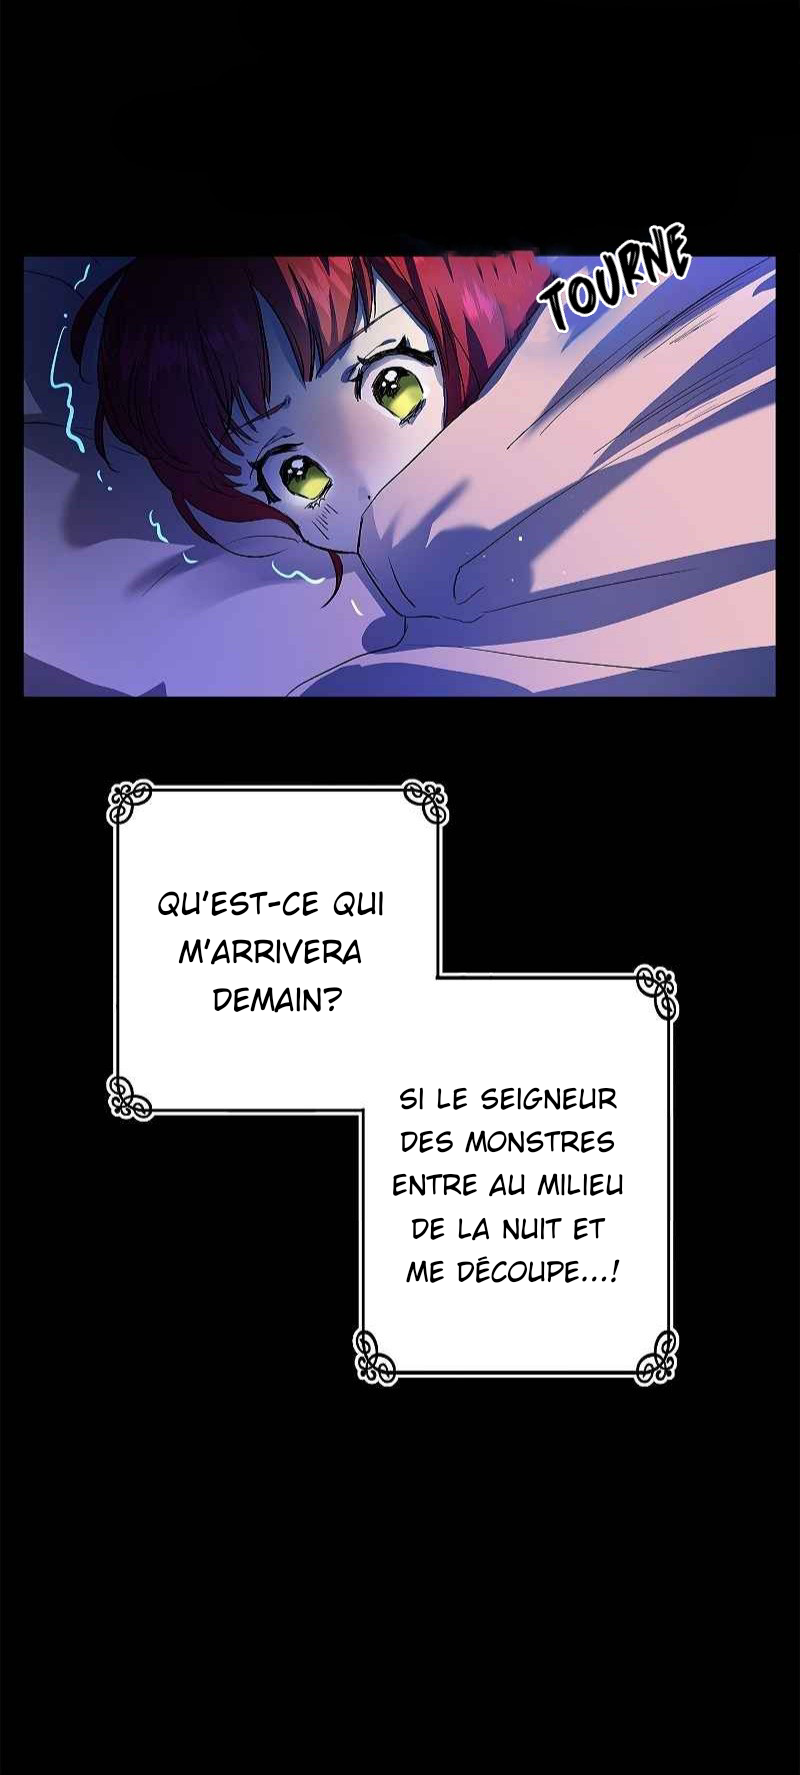 TOURNE
QU'EST-CE QUI
M'ARRIVERA
DEMAIN?
SI LE SEIGNEUR
DES MONSTRES
ENTRE AU MILIEU
DE LA NUIT ET
ME DÉCOUPE...!